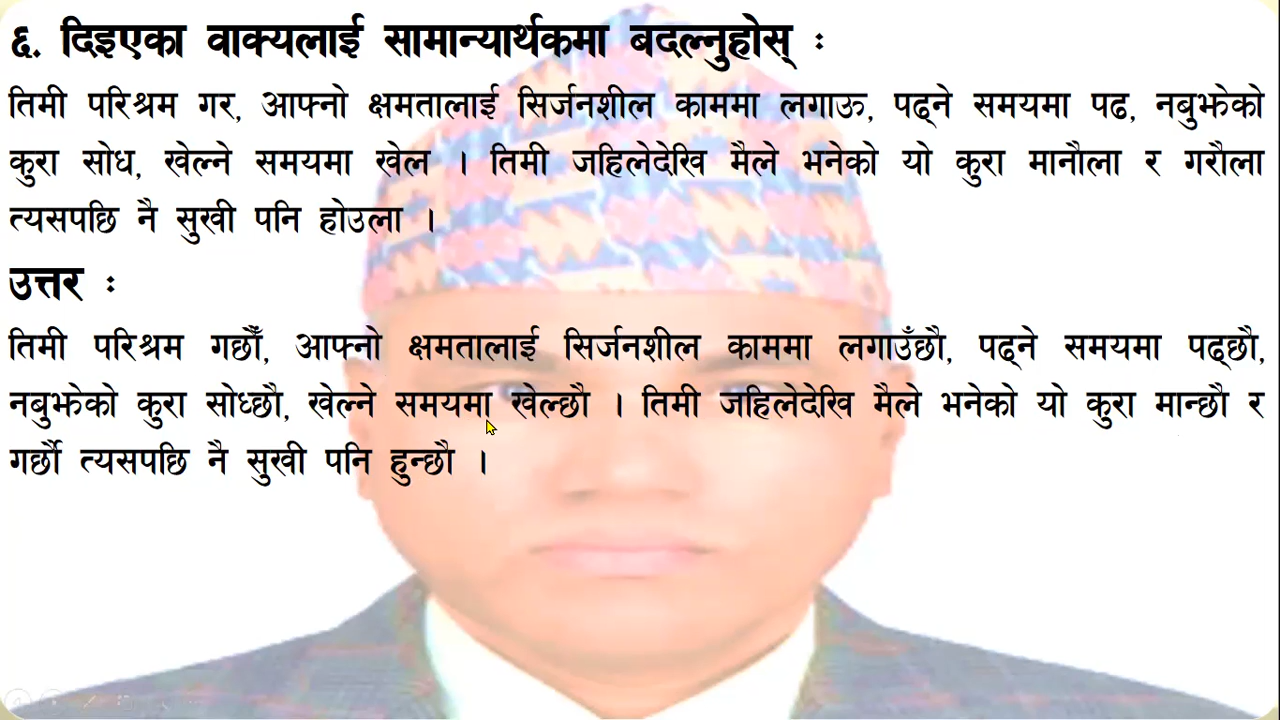 ६. दिइएका वाक्यलाई सामान्यार्थकमा बदल्नुहोस् :
तिमी परिश्रम गर, आफ्नो क्षमतालाई सिर्जनशील काममा लगाऊ, पढ्ने समयमा पढ, नबुझेको
कुरा सोध, खेल्ने समयमा खेल । तिमी जहिलेदेखि मैले भनेको यो कुरा मानौला र गरौला
त्यसपछि नै सुखी पनि होउला ।
उत्तर :
तिमी परिश्रम गर्छौँ, आफ्नो क्षमतालाई सिर्जनशील काममा लगाउँछौ, पढ्ने समयमा पढ्छौ,
नबुझेको कुरा सोध्छौ, खेल्ने समयमा खेल्छौ । तिमी जहिलेदेखि मैले भनेको यो कुरा मान्छौ र
गर्छौ त्यसपछि नै सुखी पनि हुन्छौ ।